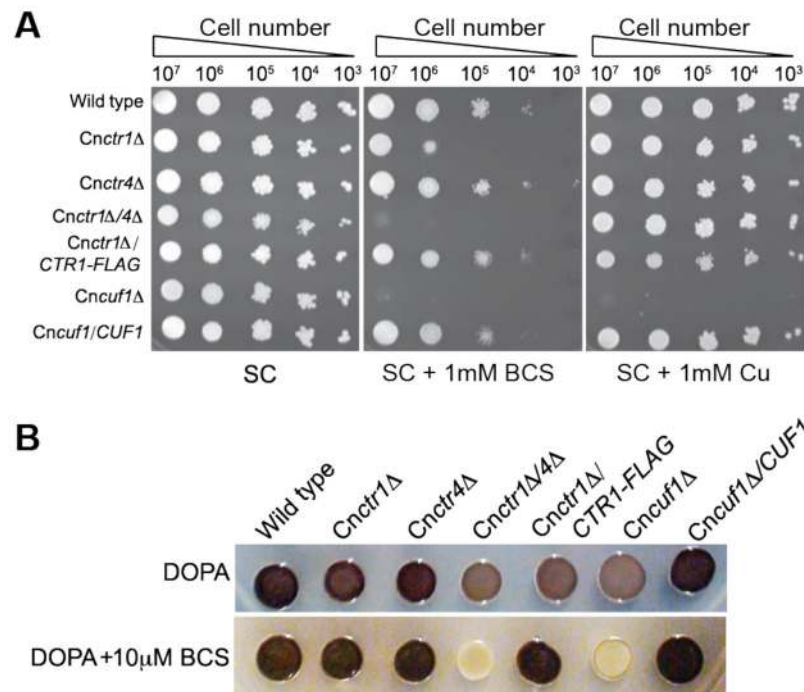 A
Cell number Cell number Cell number
10⁷ 10⁶ 10⁵ 10⁴ 10³ 10⁷ 10⁶ 10⁵ 10⁴ 10³ 10⁷ 10⁶ 10⁵ 10⁴ 10³
Wild type
Cnctr1Δ
Cnctr4Δ
Cnctr1Δ/4Δ
Cnctr1Δ/
CTR1-FLAG
Cncuf1Δ
Cncuf1/CUF1
SC SC + 1mM BCS SC + 1mM Cu
B
Wild type
Cnctr1Δ
Cnctr4Δ
Cnctr1Δ/4Δ
Cnctr1Δ/
CTR1-FLAG
Cncuf1Δ
Cncuf1Δ/CUF1
DOPA
DOPA+10μM BCS